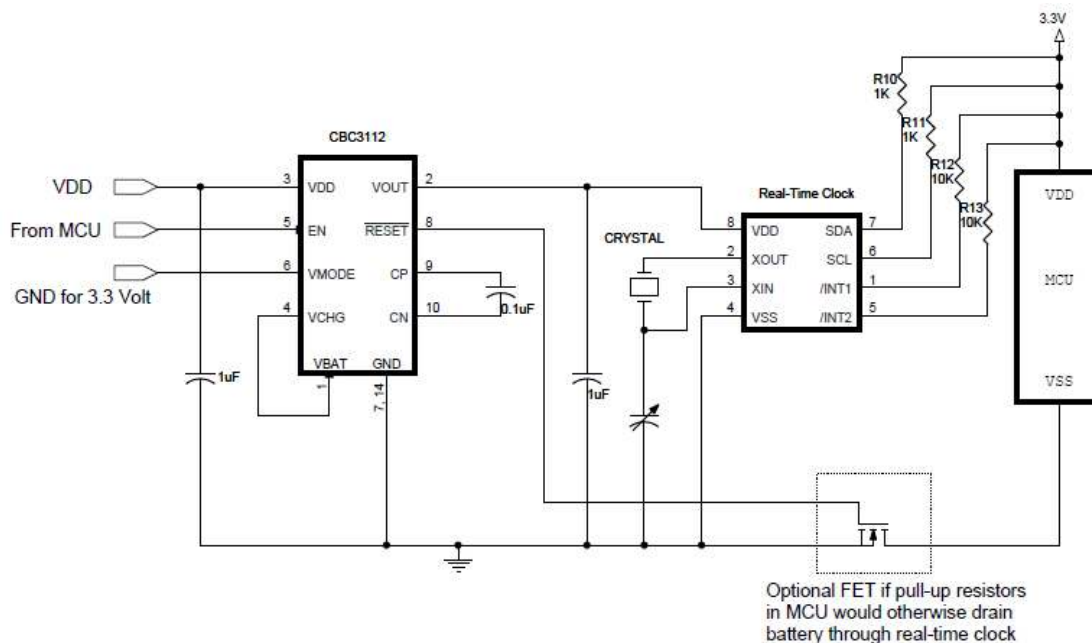 3.3V
R10
1K
R11
1K
R12
10K
R13
10K
CBC3112
VDD
From MCU
GND for 3.3 Volt
3
5
6
4
VDD
EN
VMODE
VCHG
VBAT
GND
VOUT
RESET
CP
CN
2
8
9
10
1
7, 14
1uF
0.1uF
1uF
CRYSTAL
Real-Time Clock
8
2
3
4
VDD
XOUT
XIN
VSS
SDA
SCL
/INT1
/INT2
7
6
1
5
VDD
MCU
VSS
Optional FET if pull-up resistors
in MCU would otherwise drain
battery through real-time clock